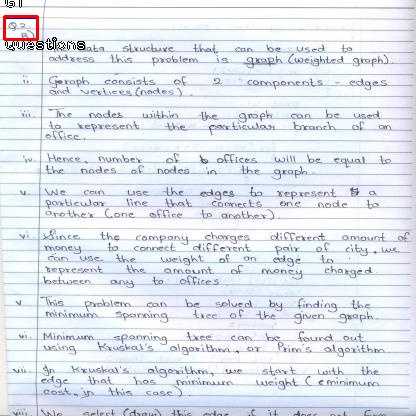 Q2
B)
Questions
data structure that can be used to
address this problem is graph (weighted graph).
ii. Graph consists of 2 components - edges
and vertices (nodes).
iii. The nodes within the graph can be used
to represent the particular branch of an
office.
iv. Hence, number of offices will be equal to
the nodes of nodes in the graph.
v. We can use the edges to represent a
particular line that connects one node to
another (one office to another).
vi. Since the company charges different amount of
money to connect different pair of city, we
can use the weight of an edge to
represent the amount of money charged
between any to offices.
v This problem can be solved by finding the
minimum spanning tree of the given graph.
vi. Minimum spanning tree can be found out
using Kruskal's algorithm, or Prim's algorithm.
vii. In Kruskal's algorithm, we start with the
edge that has minimum weight (minimum
cost, in this case).
viii. We select (draw) this edge if it does not